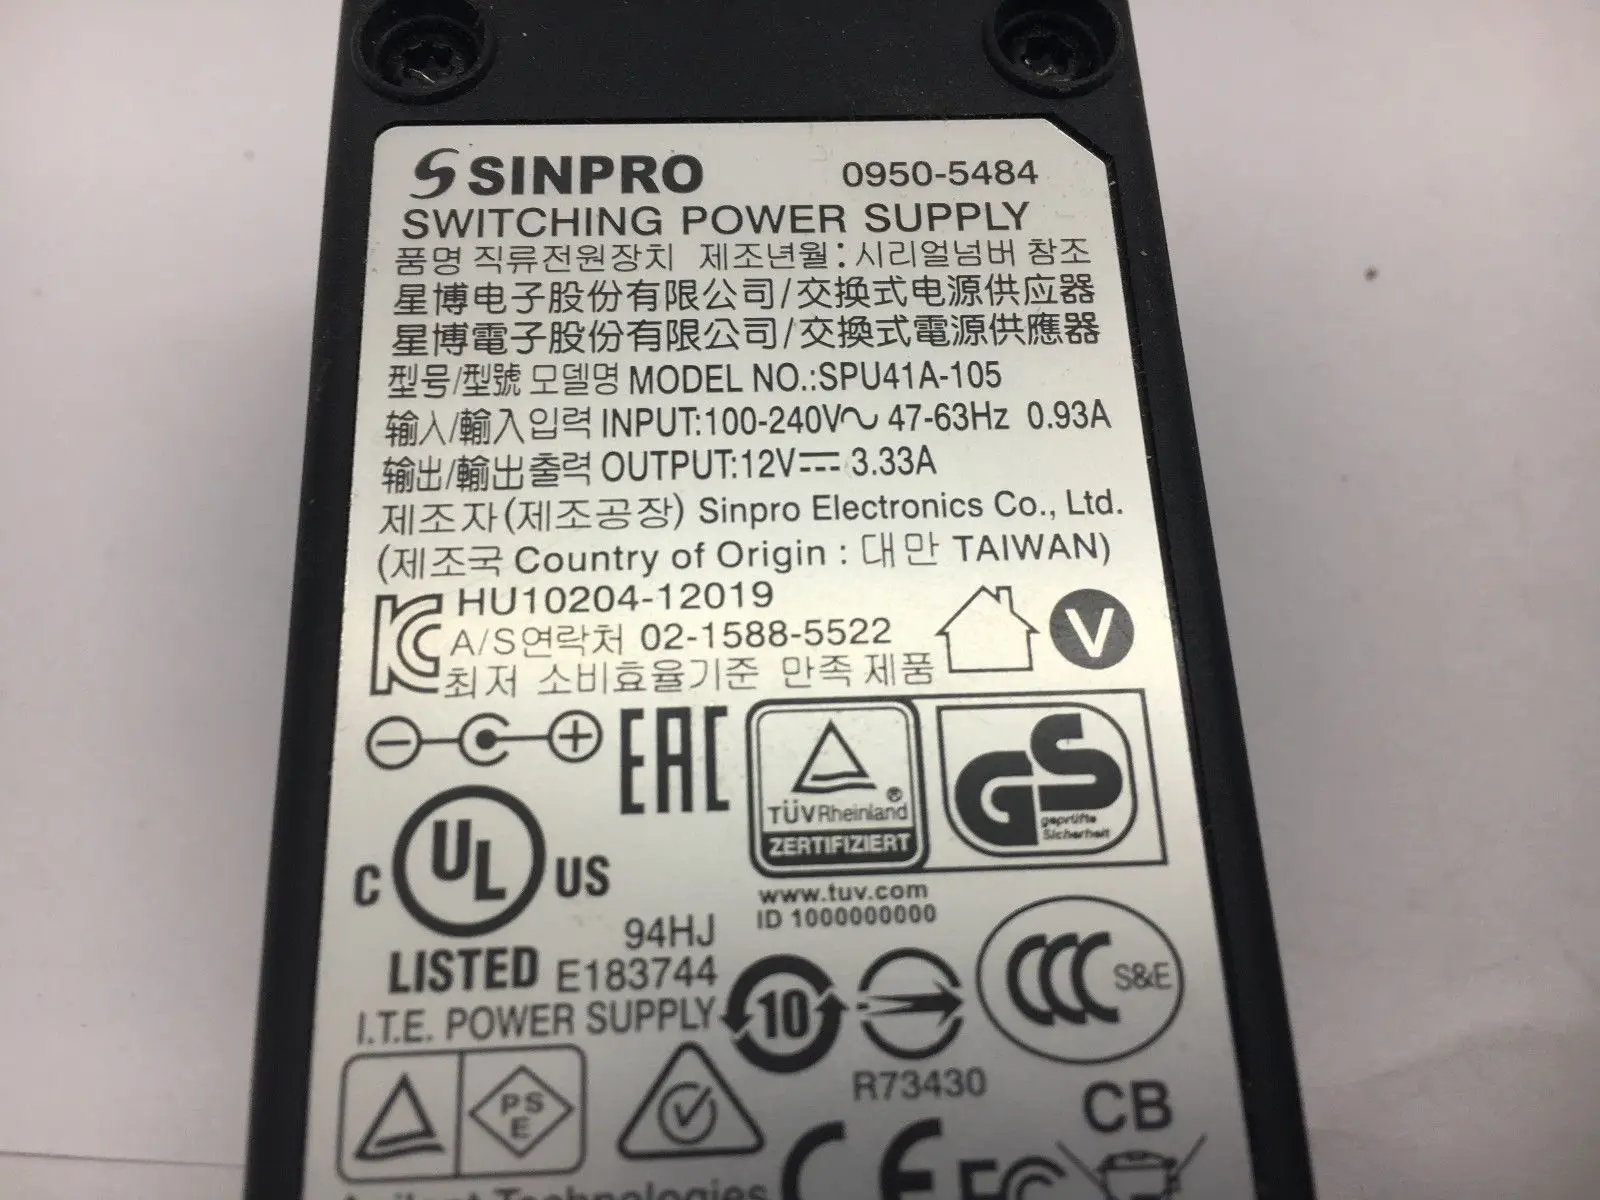 SINPRO 0950-5484
SWITCHING POWER SUPPLY
품명 직류전원장치 제조년월:시리얼넘버 참조
星博电子股份有限公司/交换式电源供应器
星博電子股份有限公司/交換式電源供應器
型号/型號 모델명 MODEL NO.:SPU41A-105
输入/輸入입력 INPUT:100-240V~ 47-63Hz 0.93A
输出/輸出출력 OUTPUT:12V⎓ 3.33A
제조자(제조공장) Sinpro Electronics Co., Ltd.
(제조국 Country of Origin : 대만 TAIWAN)
HU10204-12019
A/S연락처 02-1588-5522
최저 소비효율기준 만족 제품
V
EAC
TÜVRheinland
ZERTIFIZIERT
GS
geprüfte
Sicherheit
www.tuv.com
ID 1000000000
C UL US
94HJ
LISTED E183744
I.T.E. POWER SUPPLY
10
CCC S&E
R73430
PS
E
CB
CE FC
Agilent Technologies